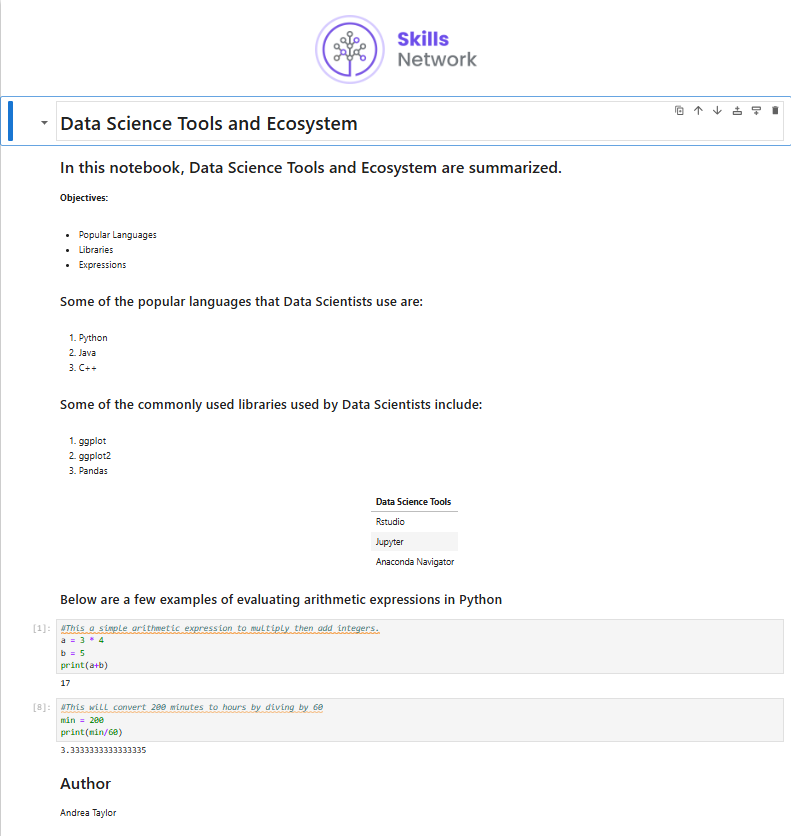 Skills
Network
Data Science Tools and Ecosystem
In this notebook, Data Science Tools and Ecosystem are summarized.
Objectives:
• Popular Languages
• Libraries
• Expressions
Some of the popular languages that Data Scientists use are:
1. Python
2. Java
3. C++
Some of the commonly used libraries used by Data Scientists include:
1. ggplot
2. ggplot2
3. Pandas
Data Science Tools
Rstudio
Jupyter
Anaconda Navigator
Below are a few examples of evaluating arithmetic expressions in Python
[1]: #This a simple arithmetic expression to multiply then add integers.
a = 3 * 4
b = 5
print(a+b)
17
[8]: #This will convert 200 minutes to hours by diving by 60
min = 200
print(min/60)
3.3333333333333335
Author
Andrea Taylor